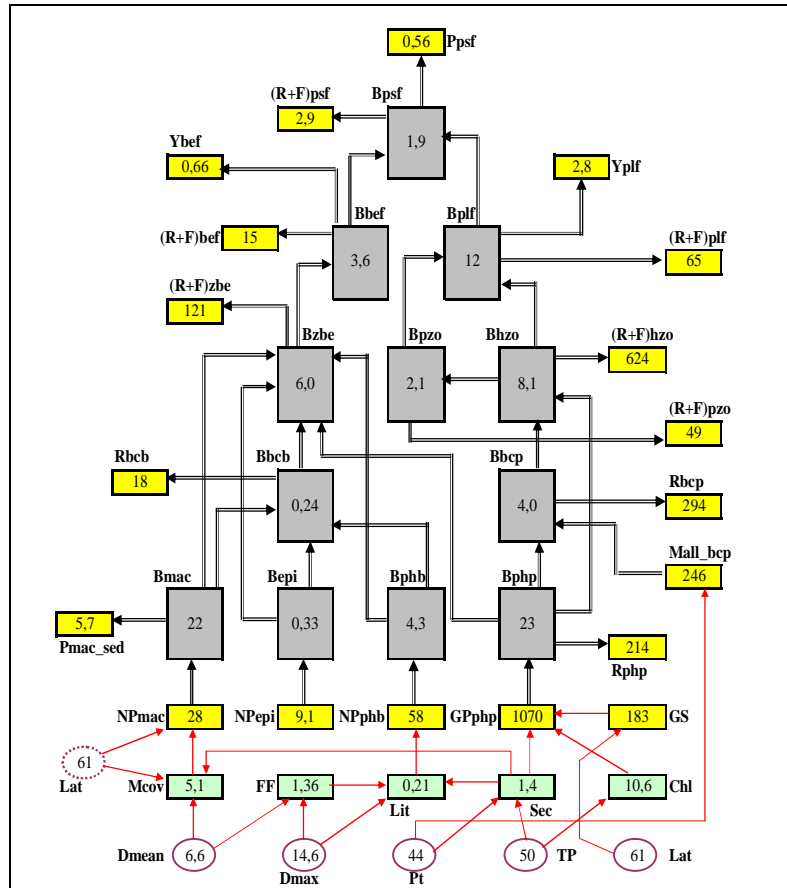 0,56 Ppsf
(R+F)psf Bpsf
2,9
1,9
Ybef
0,66
2,8 Yplf
Bbef Bplf
(R+F)bef 15
(R+F)plf
3,6 12 65
(R+F)zbe
121
Bzbe Bpzo Bhzo (R+F)hzo
624
6,0 2,1 8,1
(R+F)pzo
49
Rbcb Bbcb Bbcp Rbcp
18 294
0,24 4,0
Mall_bcp
246
Bmac Bepi Bphb Bphp
5,7 22 0,33 4,3 23
Pmac_sed
214
Rphp
NPmac 28 NPepi 9,1 NPphb 58 GPphp 1070 183 GS
61
Lat Mcov 5,1 FF 1,36 0,21 1,4 10,6 Chl
Lit Sec
Dmean 6,6 14,6 44 50 TP 61 Lat
Dmax Pt